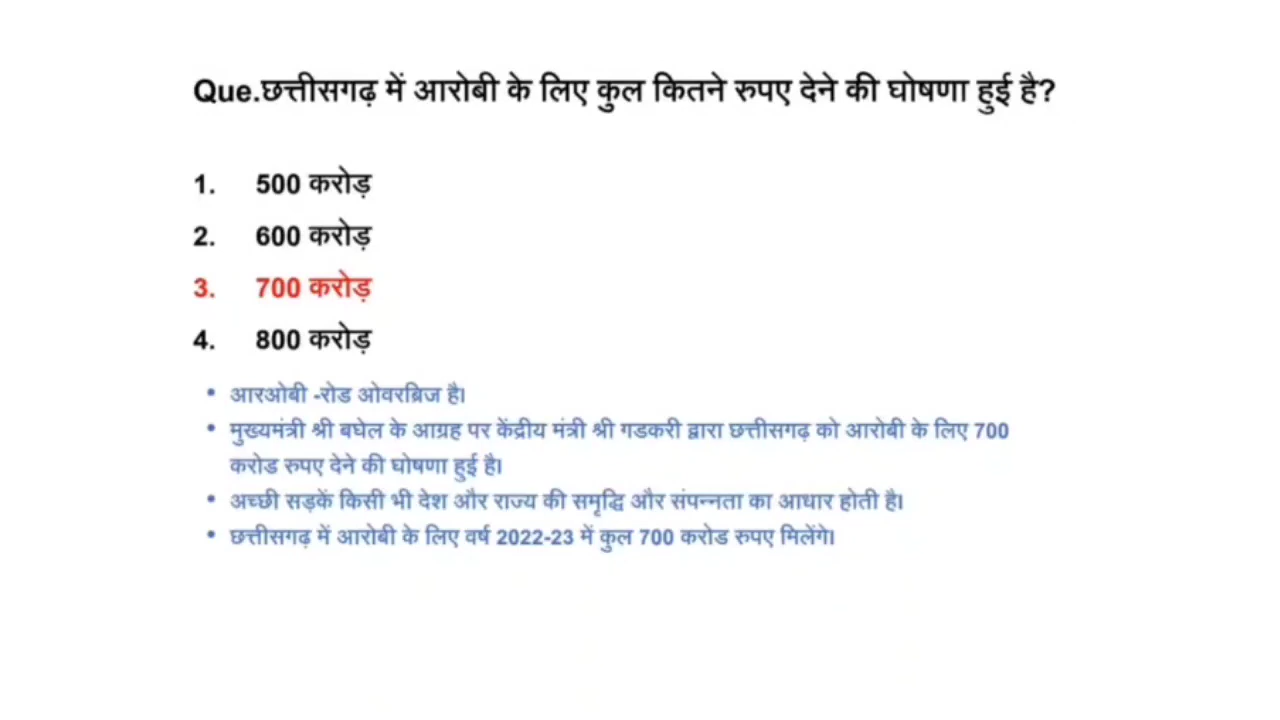 Que.छत्तीसगढ़ में आरोबी के लिए कुल कितने रुपए देने की घोषणा हुई है?
1. 500 करोड़
2. 600 करोड़
3. 700 करोड़
4. 800 करोड़
• आरओबी -रोड ओवरब्रिज है।
• मुख्यमंत्री श्री बघेल के आग्रह पर केंद्रीय मंत्री श्री गडकरी द्वारा छत्तीसगढ़ को आरोबी के लिए 700
करोड रुपए देने की घोषणा हुई है।
• अच्छी सड़कें किसी भी देश और राज्य की समृद्धि और संपन्नता का आधार होती है।
• छत्तीसगढ़ में आरोबी के लिए वर्ष 2022-23 में कुल 700 करोड रुपए मिलेंगे।